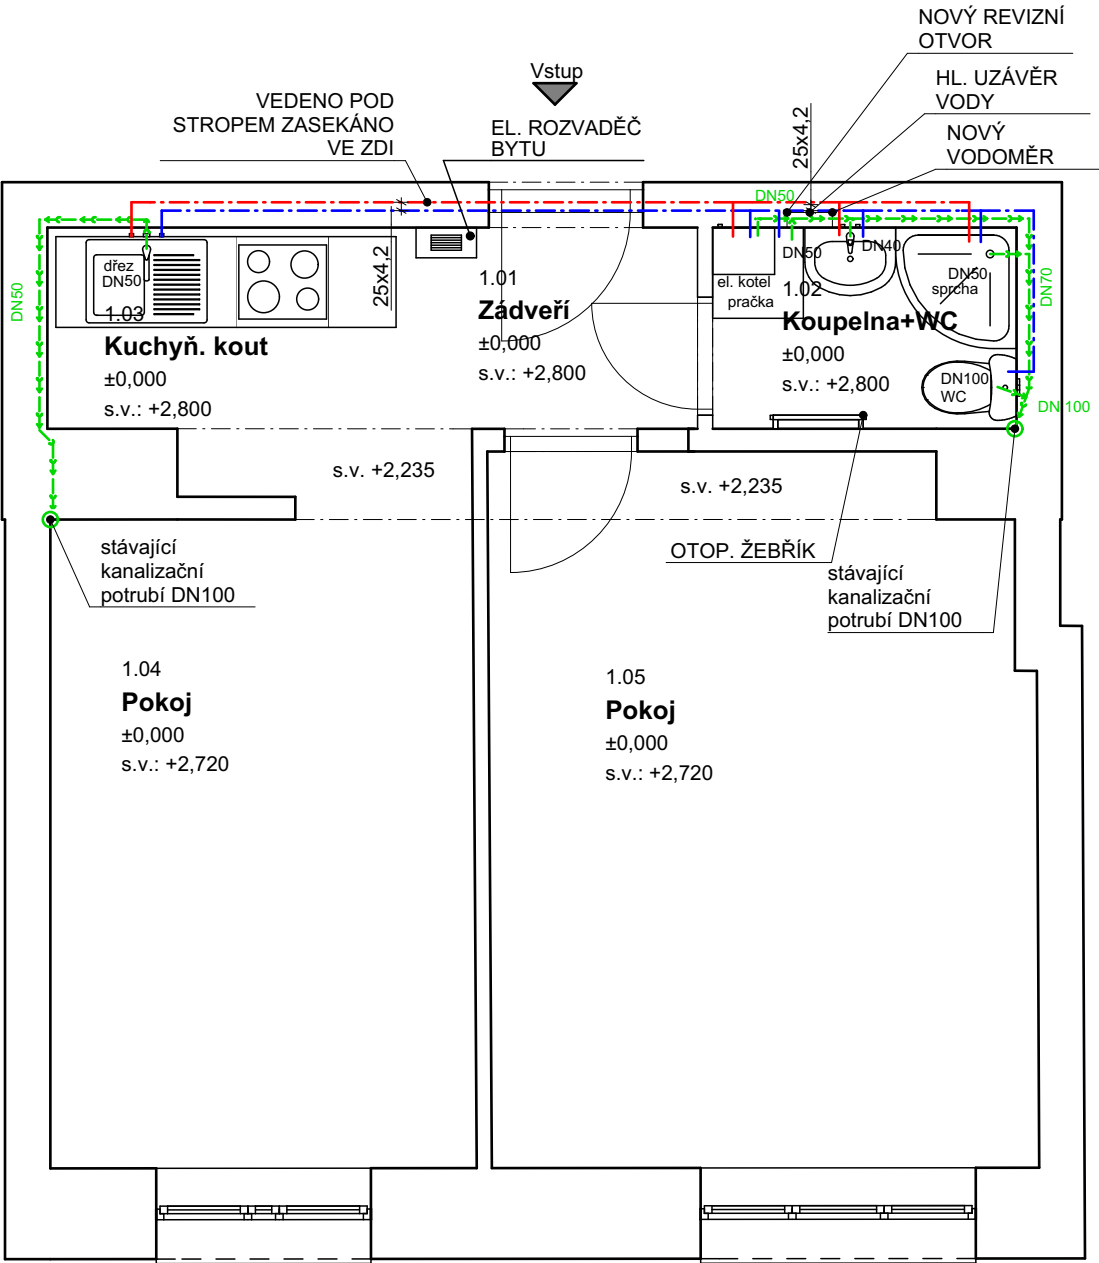 NOVÝ REVIZNÍ
OTVOR
HL. UZÁVĚR
VODY
NOVÝ
VODOMĚR
Vstup
VEDENO POD
STROPEM ZASEKÁNO
VE ZDI
EL. ROZVADĚČ
BYTU
25x4,2
DN50
DN50
dřez
DN50
25x4,2
1.03
Kuchyň. kout
±0,000
s.v.: +2,800
1.01
Zádveří
±0,000
s.v.: +2,800
DN50
DN40
el. kotel
pračka
1.02
Koupelna+WC
±0,000
s.v.: +2,800
DN50
sprcha
DN70
DN100
WC
DN 100
s.v. +2,235
s.v. +2,235
OTOP. ŽEBŘÍK
stávající
kanalizační
potrubí DN100
stávající
kanalizační
potrubí DN100
1.04
Pokoj
±0,000
s.v.: +2,720
1.05
Pokoj
±0,000
s.v.: +2,720